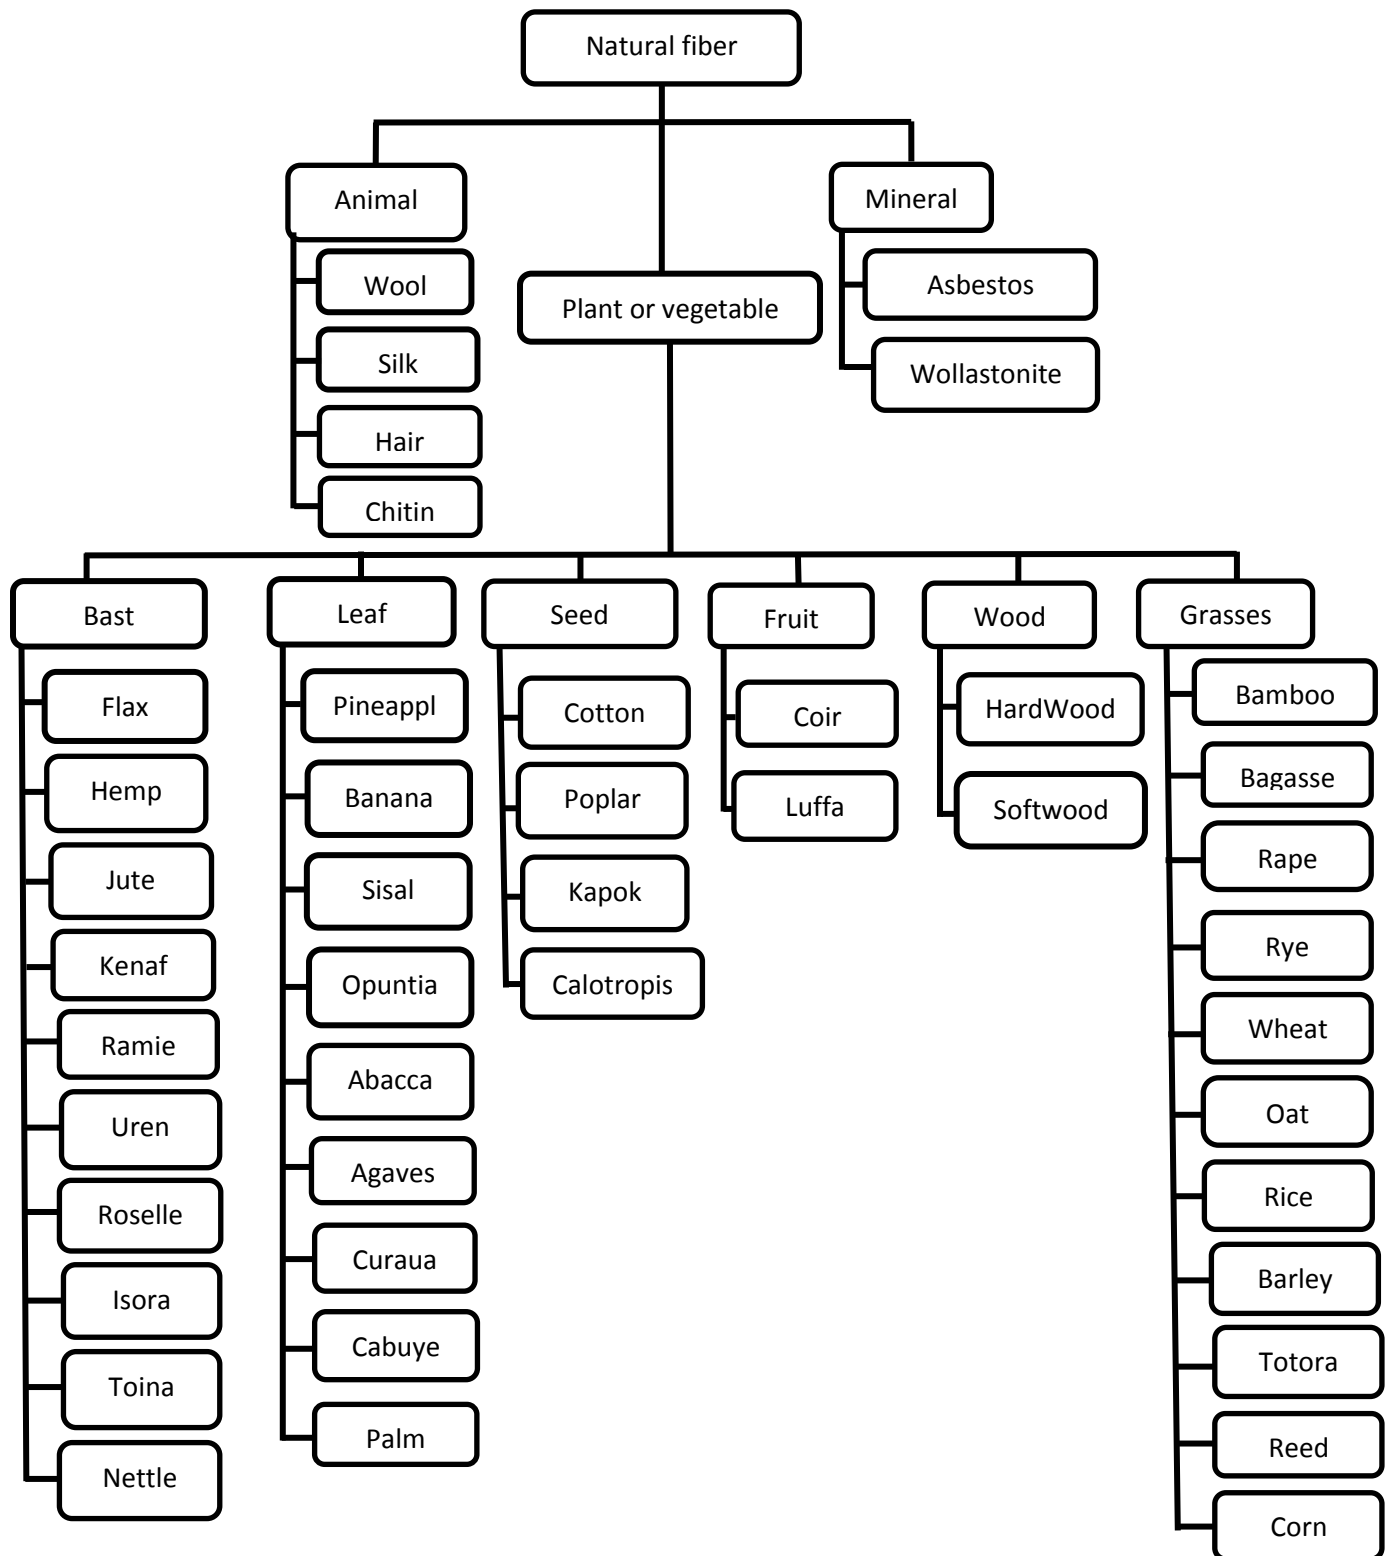 Natural fiber
Animal
Wool
Silk
Hair
Chitin
Plant or vegetable
Mineral
Asbestos
Wollastonite
Bast
Flax
Hemp
Jute
Kenaf
Ramie
Uren
Roselle
Isora
Toina
Nettle
Leaf
Pineappl
Banana
Sisal
Opuntia
Abacca
Agaves
Curaua
Cabuye
Palm
Seed
Cotton
Poplar
Kapok
Calotropis
Fruit
Coir
Luffa
Wood
HardWood
Softwood
Grasses
Bamboo
Bagasse
Rape
Rye
Wheat
Oat
Rice
Barley
Totora
Reed
Corn